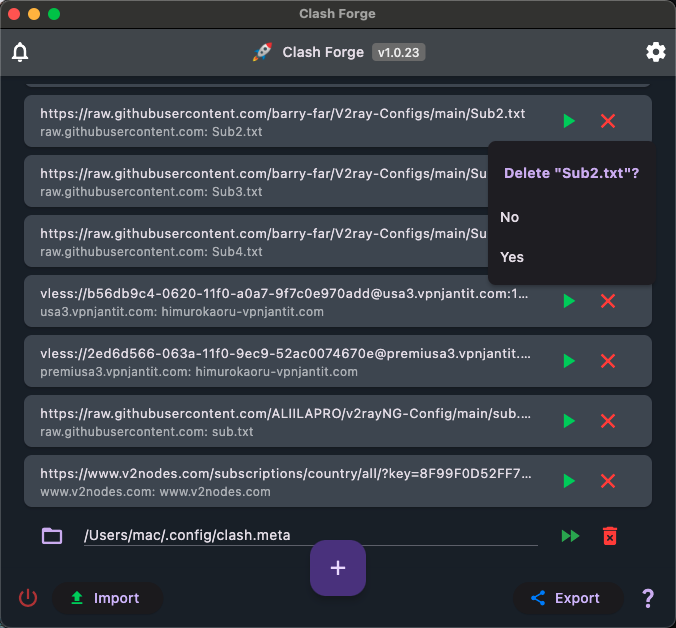 Clash Forge
Clash Forge v1.0.23
https://raw.githubusercontent.com/barry-far/V2ray-Configs/main/Sub2.txt
raw.githubusercontent.com: Sub2.txt
Delete "Sub2.txt"?
No
Yes
https://raw.githubusercontent.com/barry-far/V2ray-Configs/main/Su
raw.githubusercontent.com: Sub3.txt
https://raw.githubusercontent.com/barry-far/V2ray-Configs/main/Su
raw.githubusercontent.com: Sub4.txt
vless://b56db9c4-0620-11f0-a0a7-9f7c0e970add@usa3.vpnjantit.com:1...
usa3.vpnjantit.com: himurokaoru-vpnjantit.com
vless://2ed6d566-063a-11f0-9ec9-52ac0074670e@premiusa3.vpnjantit....
premiusa3.vpnjantit.com: himurokaoru-vpnjantit.com
https://raw.githubusercontent.com/ALIILAPRO/v2rayNG-Config/main/sub....
raw.githubusercontent.com: sub.txt
https://www.v2nodes.com/subscriptions/country/all/?key=8F99F0D52FF7...
www.v2nodes.com: www.v2nodes.com
/Users/mac/.config/clash.meta
+
Import
Export
?